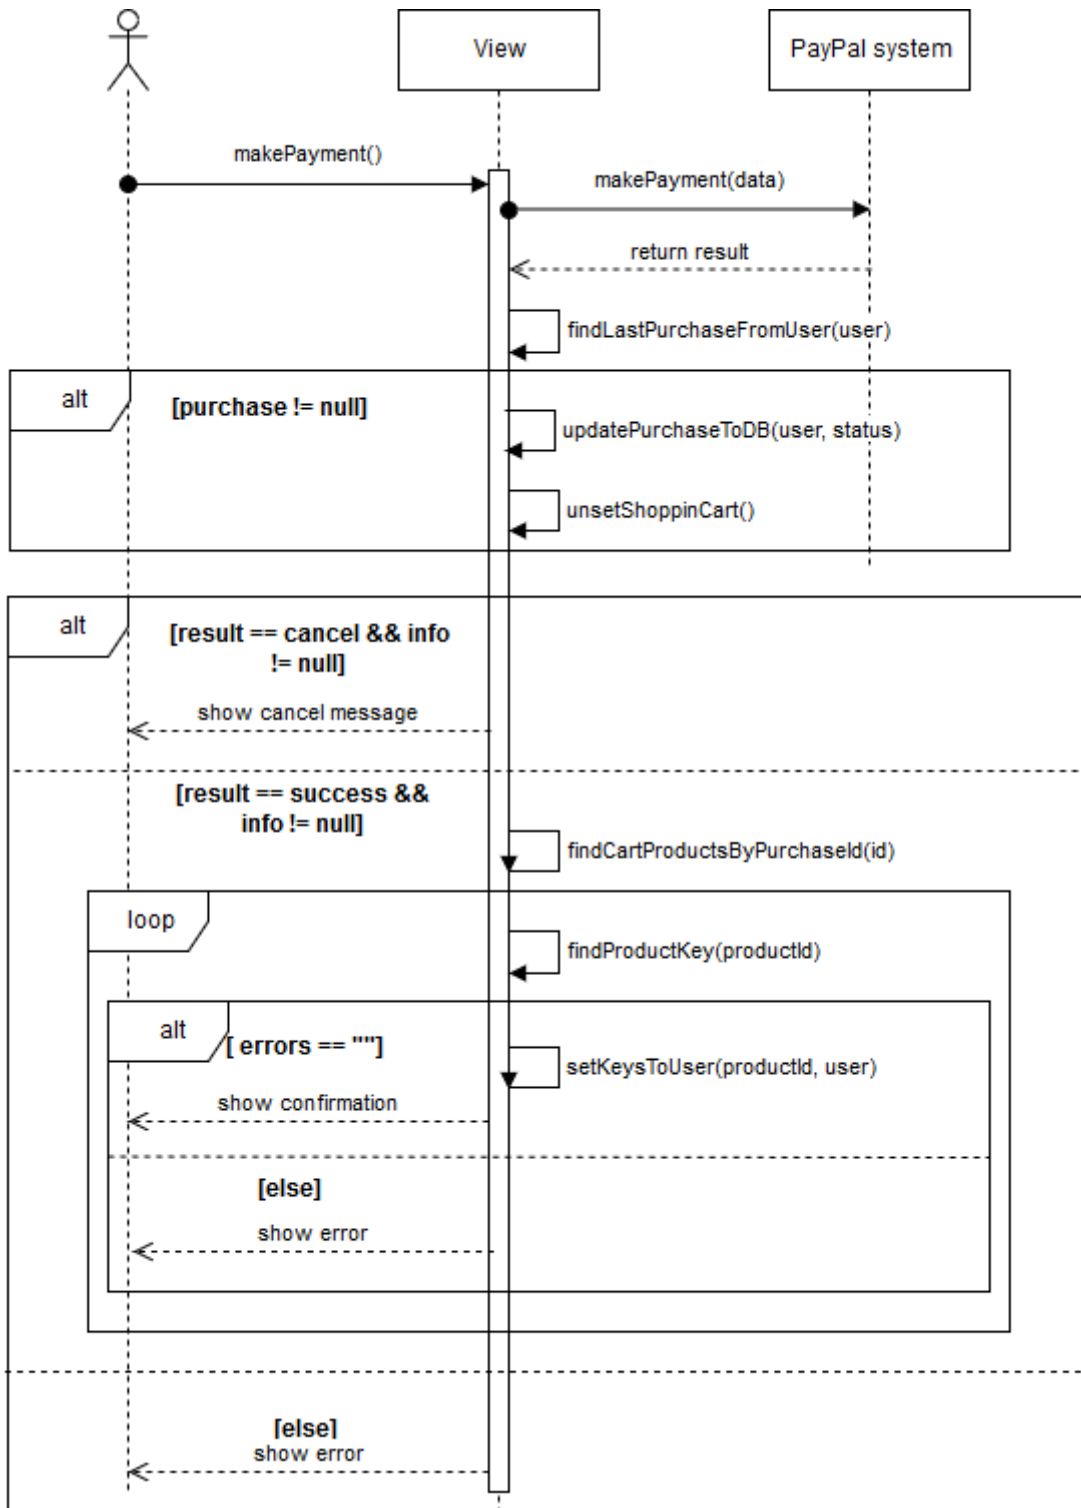 View
PayPal system
makePayment()
makePayment(data)
return result
findLastPurchaseFromUser(user)
alt
[purchase != null]
updatePurchaseToDB(user, status)
unsetShoppinCart()
alt
[result == cancel && info
!= null]
show cancel message
[result == success &&
info != null]
findCartProductsByPurchaseId(id)
loop
findProductKey(productId)
alt
[ errors == ""]
setKeysToUser(productId, user)
show confirmation
[else]
show error
[else]
show error